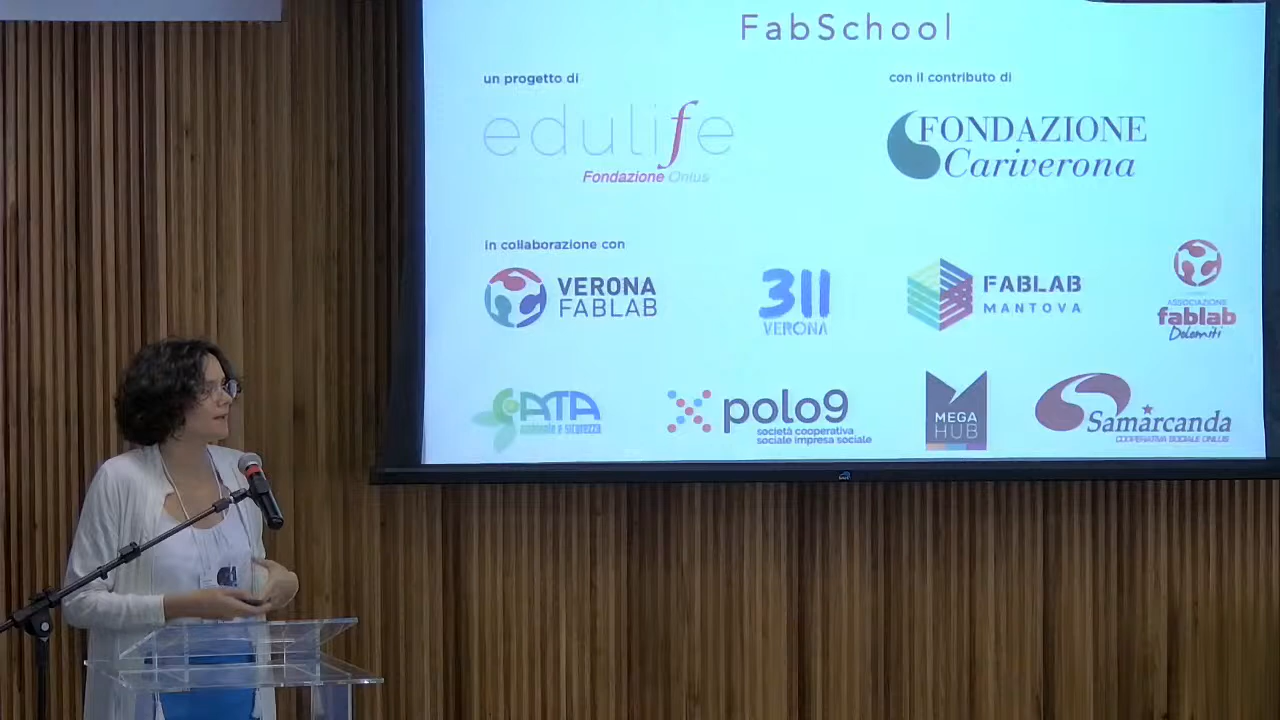 FabSchool
un progetto di
edulife
Fondazione Onlus
con il contributo di
FONDAZIONE
Cariverona
in collaborazione con
VERONA
FABLAB
311
VERONA
FABLAB
MANTOVA
ASSOCIAZIONE
fablab
Dolomiti
ATA
ambiente e sicurezza
polo9
società cooperativa
sociale impresa sociale
MEGA
HUB
Samarcanda
COOPERATIVA SOCIALE ONLUS